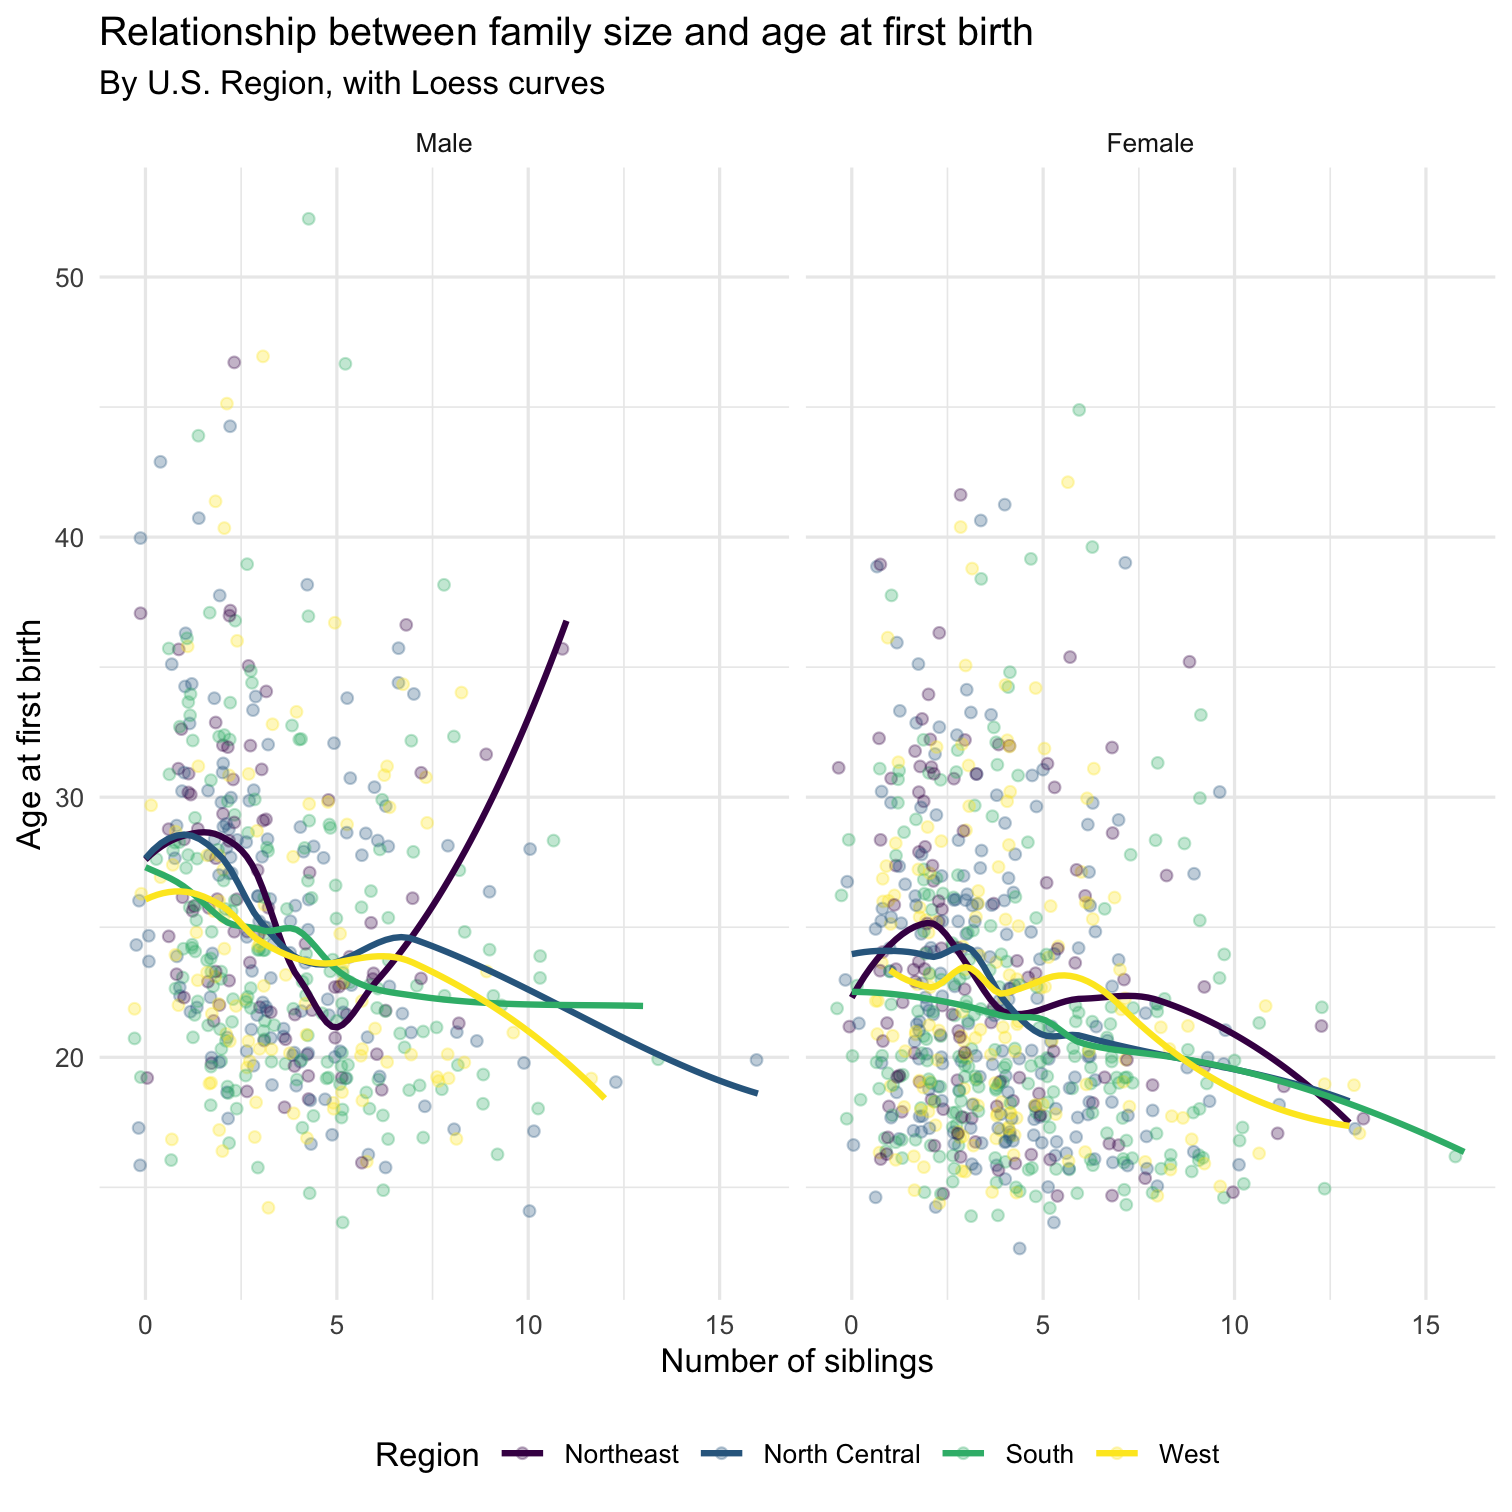 Relationship between family size and age at first birth
By U.S. Region, with Loess curves
Male Female
Age at first birth
50
40
30
20
0 5 10 15 0 5 10 15
Number of siblings
Region Northeast North Central South West